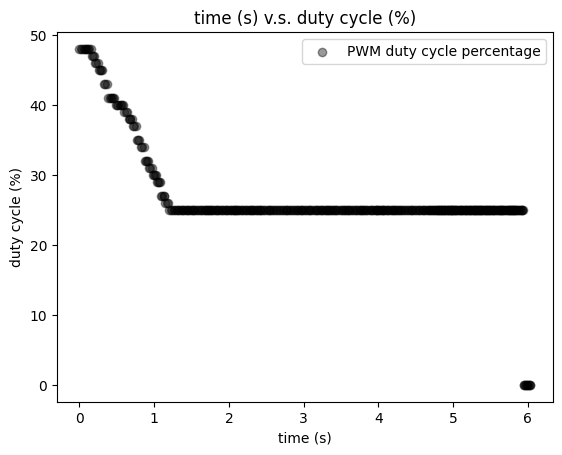 time (s) v.s. duty cycle (%)
PWM duty cycle percentage
duty cycle (%)
50
40
30
20
10
0
0 1 2 3 4 5 6
time (s)